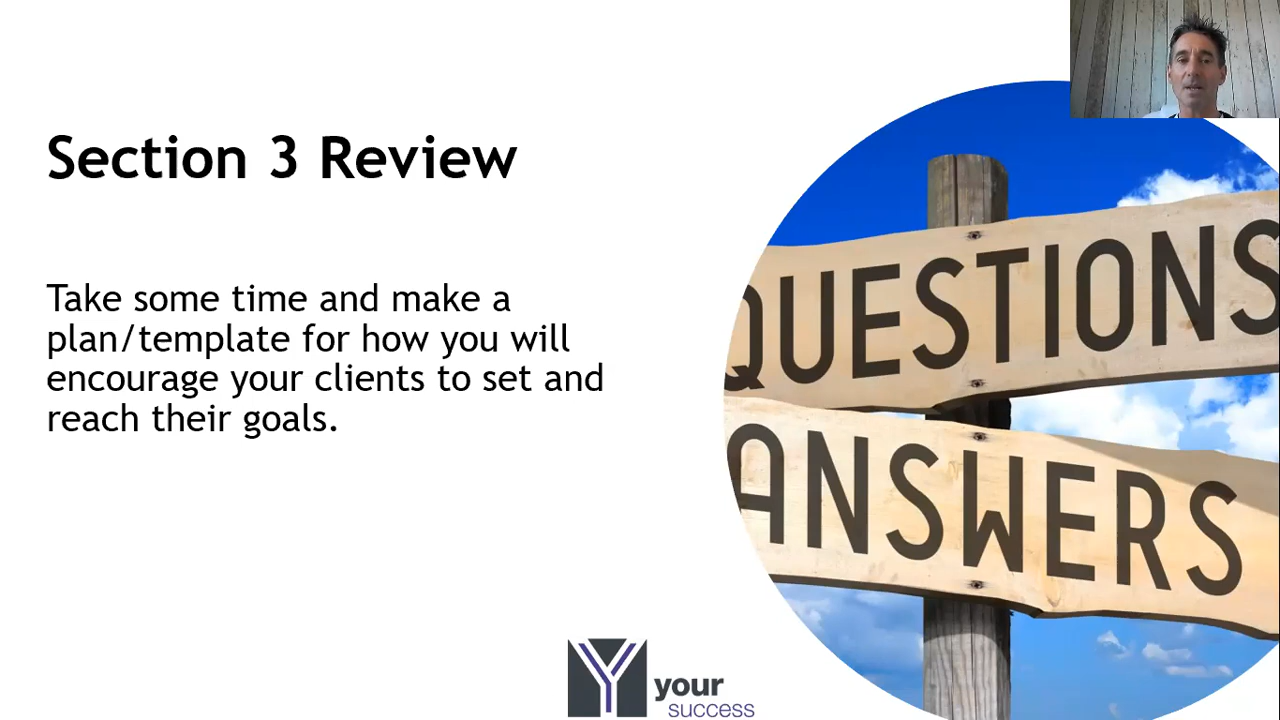 Section 3 Review
Take some time and make a
plan/template for how you will
encourage your clients to set and
reach their goals.
QUESTIONS
ANSWERS
your
success